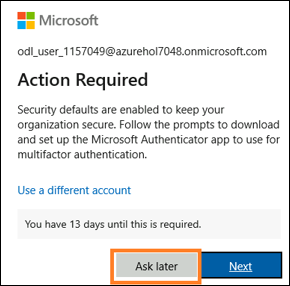 Microsoft
odl_user_1157049@azurehol7048.onmicrosoft.com
Action Required
Security defaults are enabled to keep your
organization secure. Follow the prompts to download
and set up the Microsoft Authenticator app to use for
multifactor authentication.
Use a different account
You have 13 days until this is required.
Ask later
Next